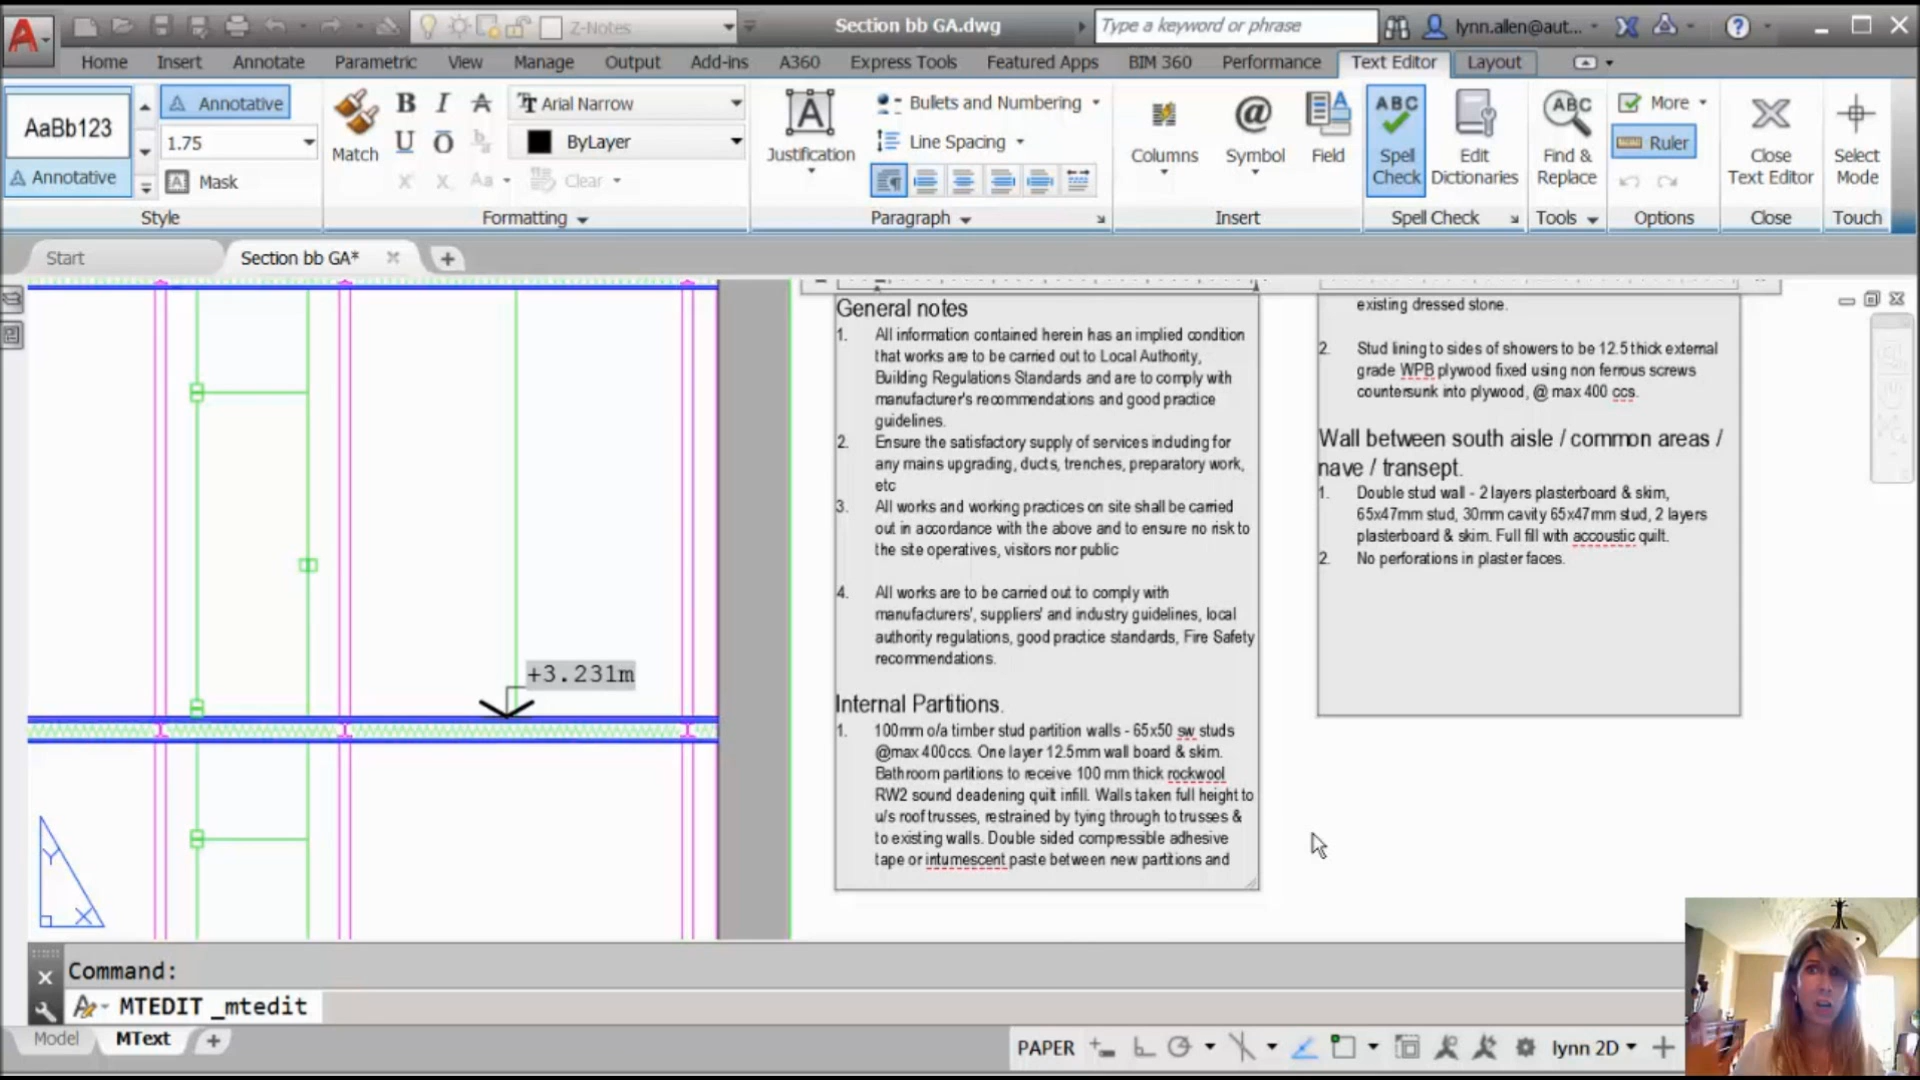 Z-Notes
Section bb GA.dwg
Type a keyword or phrase
lynn.allen@aut...
Home
Insert
Annotate
Parametric
View
Manage
Output
Add-ins
A360
Express Tools
Featured Apps
BIM 360
Performance
Text Editor
Layout
AaBb123
Annotative
Annotative
1.75
Mask
Style
Match
Arial Narrow
ByLayer
Clear
Formatting
Justification
Bullets and Numbering
Line Spacing
Paragraph
Columns
Symbol
Field
Insert
Spell
Check
Edit
Dictionaries
Spell Check
Find &
Replace
Tools
More
Ruler
Options
Close
Text Editor
Close
Select
Mode
Touch
Start
Section bb GA*
+3.231m
General notes
1. All information contained herein has an implied condition
that works are to be carried out to Local Authority,
Building Regulations Standards and are to comply with
manufacturer's recommendations and good practice
guidelines.
2. Ensure the satisfactory supply of services including for
any mains upgrading, ducts, trenches, preparatory work,
etc
3. All works and working practices on site shall be carried
out in accordance with the above and to ensure no risk to
the site operatives, visitors nor public
4. All works are to be carried out to comply with
manufacturers', suppliers' and industry guidelines, local
authority regulations, good practice standards, Fire Safety
recommendations.
Internal Partitions.
1. 100mm o/a timber stud partition walls - 65x50 sw studs
@max 400ccs. One layer 12.5mm wall board & skim.
Bathroom partitions to receive 100 mm thick rockwool
RW2 sound deadening quilt infill. Walls taken full height to
u/s roof trusses, restrained by tying through to trusses &
to existing walls. Double sided compressible adhesive
tape or intumescent paste between new partitions and
existing dressed stone.
2. Stud lining to sides of showers to be 12.5 thick external
grade WPB plywood fixed using non ferrous screws
countersunk into plywood, @ max 400 ccs.
Wall between south aisle / common areas /
nave / transept.
1. Double stud wall - 2 layers plasterboard & skim,
65x47mm stud, 30mm cavity 65x47mm stud, 2 layers
plasterboard & skim. Full fill with accoustic quilt.
2. No perforations in plaster faces.
Command:
MTEDIT _mtedit
Model
MText
PAPER
lynn 2D